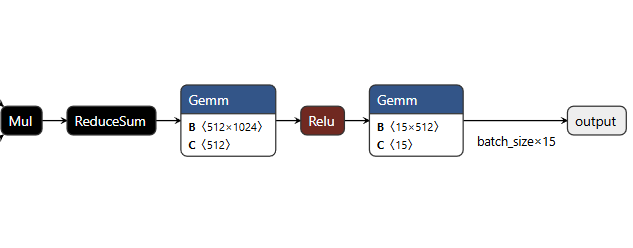 Mul
ReduceSum
Gemm
B 〈512×1024〉
C 〈512〉
Relu
Gemm
B 〈15×512〉
C 〈15〉
batch_size×15
output